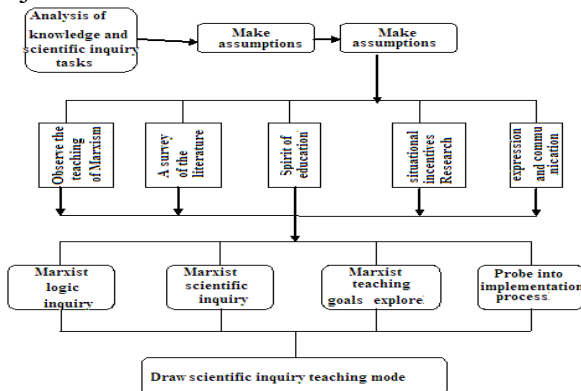 Analysis of
knowledge and
scientific inquiry
tasks
Make
assumptions
Make
assumptions
Observe the
teaching
of Marxism
A survey
of the
literature
Spirit of
education
situational
incentives
Research
expression
and commu
nication
Marxist
logic
inquiry
Marxist
scientific
inquiry
Marxist
teaching
goals explore
Probe into
implementation
process
Draw scientific inquiry teaching mode